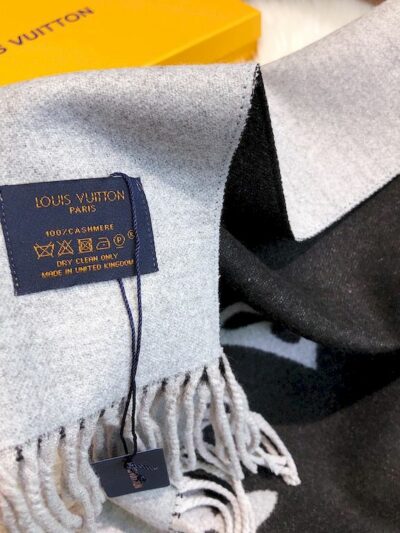 LOUIS VUITTON
LOUIS VUITTON
PARIS
100%CASHMERE
P
DRY CLEAN ONLY
MADE IN UNITED KINGDOM